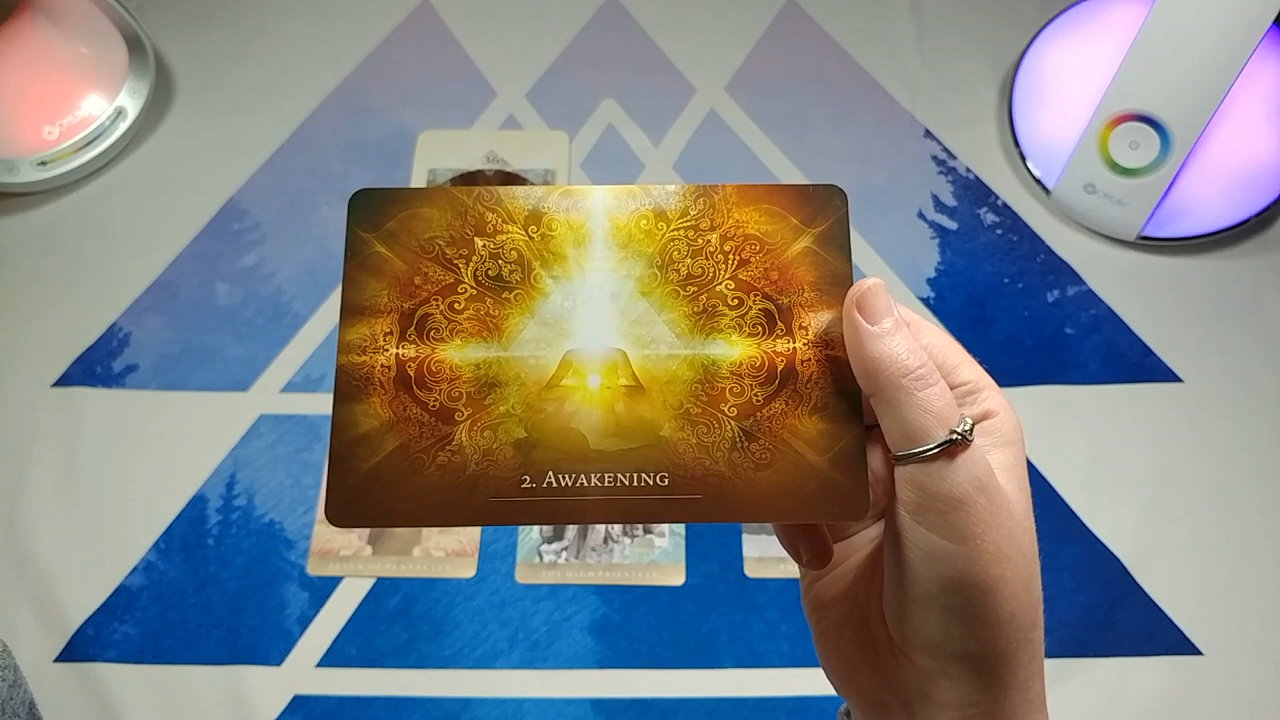 36
2. AWAKENING
SEVEN OF PENTACLES
THE HIGH PRIESTESS